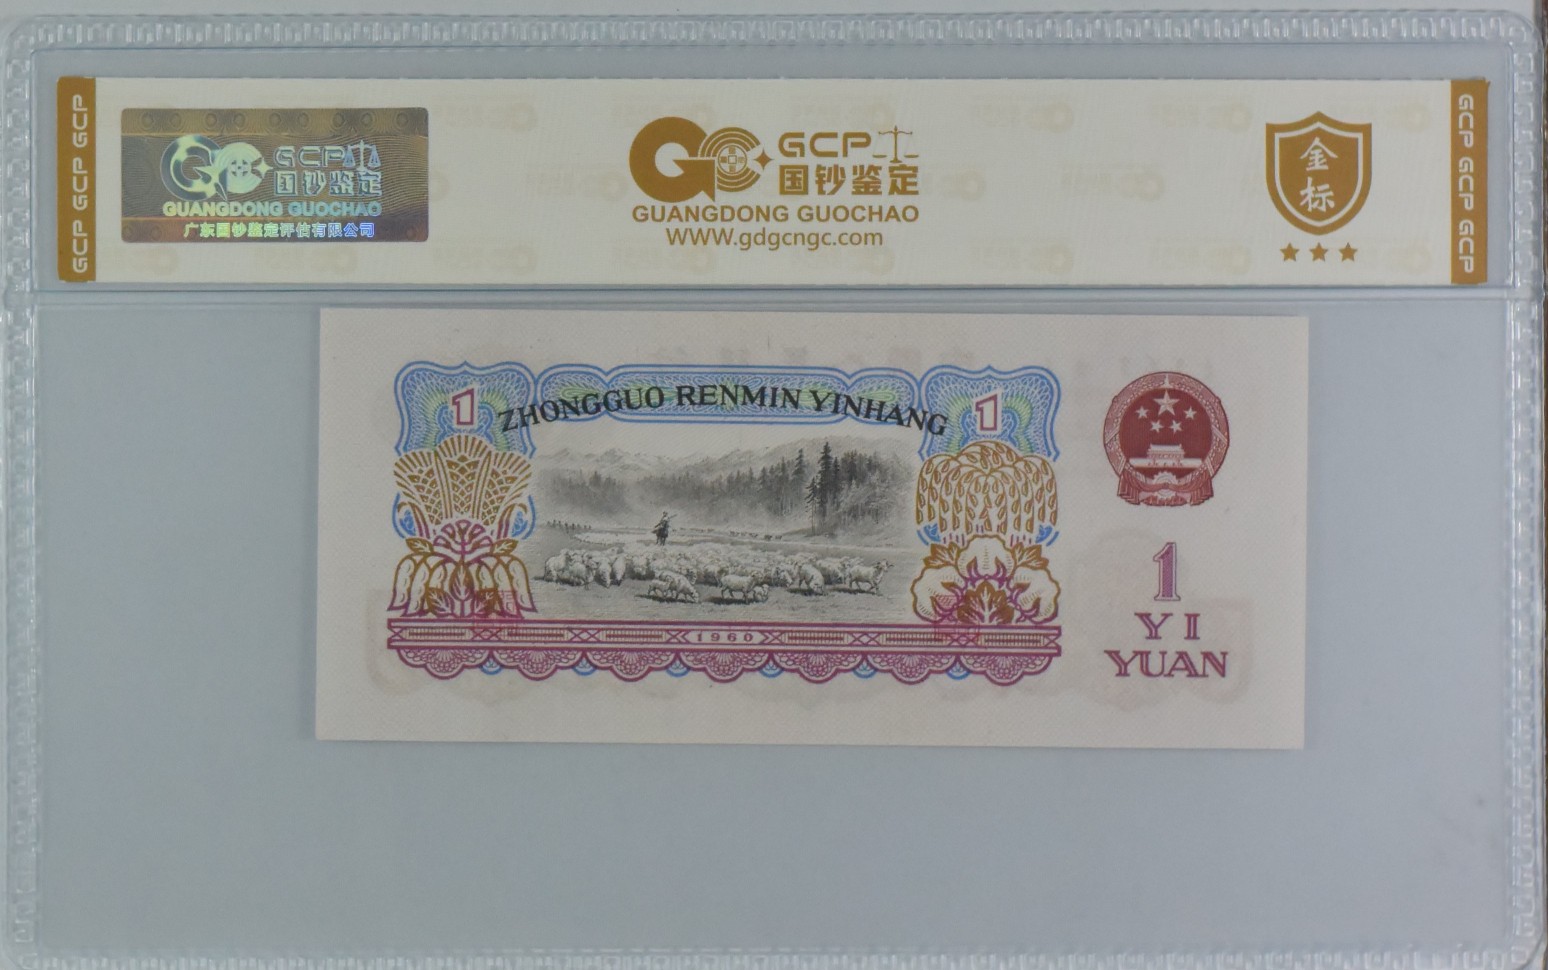 GCP GCP GCP
GCP
国钞鉴定
GUANGDONG GUOCHAO
广东国钞鉴定评估有限公司
GCP
国钞鉴定
GUANGDONG GUOCHAO
WWW.gdgcngc.com
金
标
GCP GCP GCP
1
ZHONGGUO RENMIN YINHANG
1
1960
1
YI
YUAN